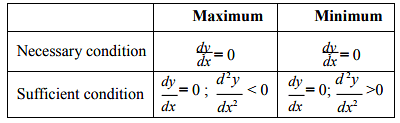 Maximum Minimum
Necessary condition dy/dx = 0 dy/dx = 0
Sufficient condition dy/dx = 0 ; d²y/dx² < 0 dy/dx = 0; d²y/dx² >0